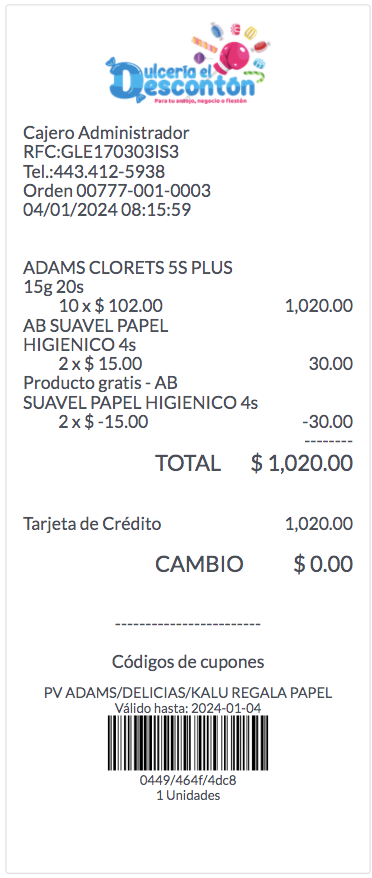 Dulcería el
Descontón
Para tu antojo, negocio o fiestón
Cajero Administrador
RFC:GLE170303IS3
Tel.:443.412-5938
Orden 00777-001-0003
04/01/2024 08:15:59
ADAMS CLORETS 5S PLUS
15g 20s
10 x $ 102.00 1,020.00
AB SUAVEL PAPEL
HIGIENICO 4s
2 x $ 15.00 30.00
Producto gratis - AB
SUAVEL PAPEL HIGIENICO 4s
2 x $ -15.00 -30.00
--------
TOTAL $ 1,020.00
Tarjeta de Crédito 1,020.00
CAMBIO $ 0.00
------------------------
Códigos de cupones
PV ADAMS/DELICIAS/KALU REGALA PAPEL
Válido hasta: 2024-01-04
0449/464f/4dc8
1 Unidades